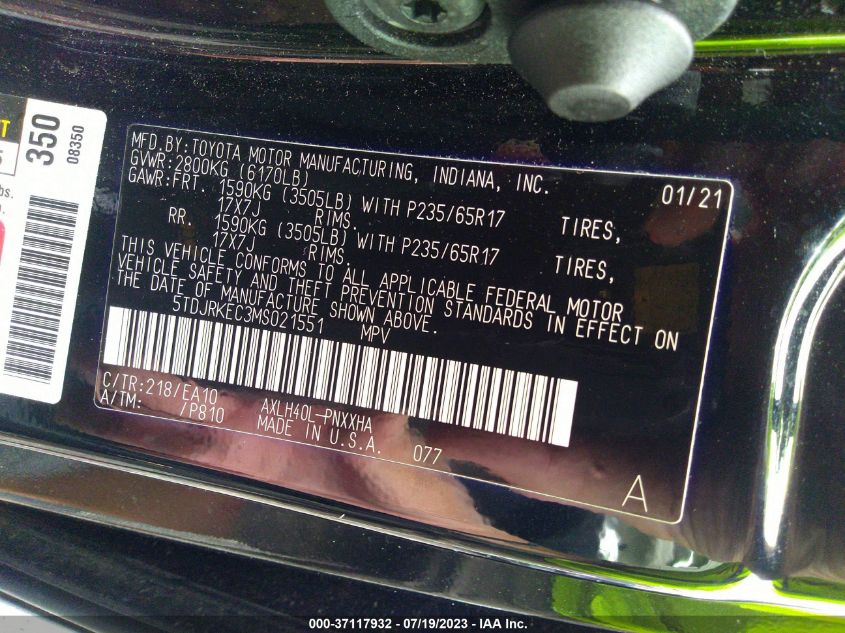 350
08350
MFD.BY:TOYOTA MOTOR MANUFACTURING, INDIANA, INC. 01/21
GVWR:2800KG (6170LB)
GAWR:FRT. 1590KG (3505LB) WITH P235/65R17 TIRES,
17X7J RIMS.
RR. 1590KG (3505LB) WITH P235/65R17 TIRES,
17X7J RIMS.
THIS VEHICLE CONFORMS TO ALL APPLICABLE FEDERAL MOTOR
VEHICLE SAFETY AND THEFT PREVENTION STANDARDS IN EFFECT ON
THE DATE OF MANUFACTURE SHOWN ABOVE.
5TDJRKEC3MS021551 MPV
C/TR:218/EA10 AXLH40L-PNXXHA
A/TM: /P810 MADE IN U.S.A. 077
A
000-37117932 - 07/19/2023 - IAA Inc.